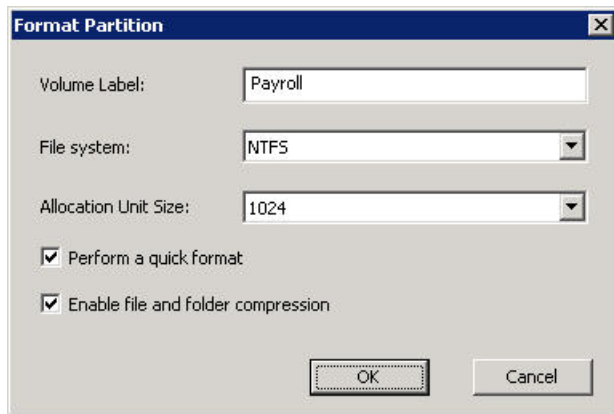 Format Partition
Volume Label: Payroll
File system: NTFS
Allocation Unit Size: 1024
Perform a quick format
Enable file and folder compression
OK Cancel